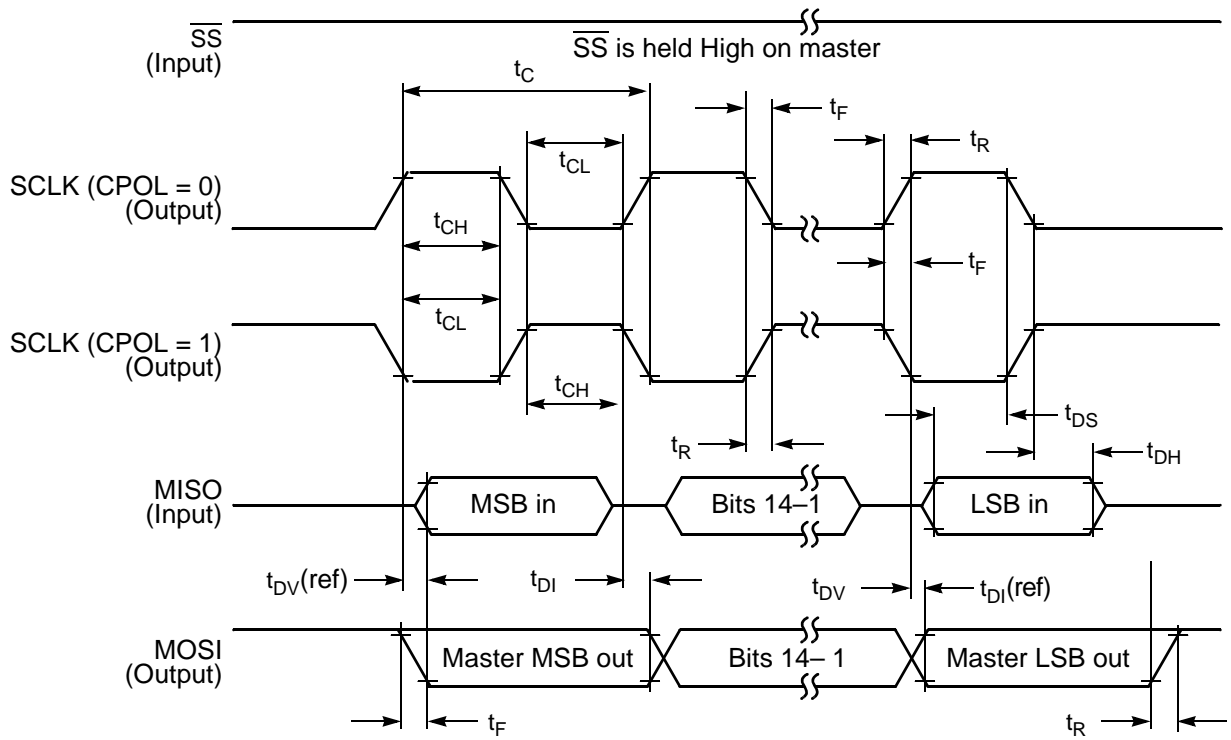 SS
(Input)
SS is held High on master
tC
tF
tR
tCL
SCLK (CPOL = 0)
(Output)
tCH
tF
tCL
SCLK (CPOL = 1)
(Output)
tCH
tDS
tR
tDH
MISO
(Input)
MSB in
Bits 14–1
LSB in
tDV(ref)
tDI
tDV
tDI(ref)
MOSI
(Output)
Master MSB out
Bits 14– 1
Master LSB out
tF
tR